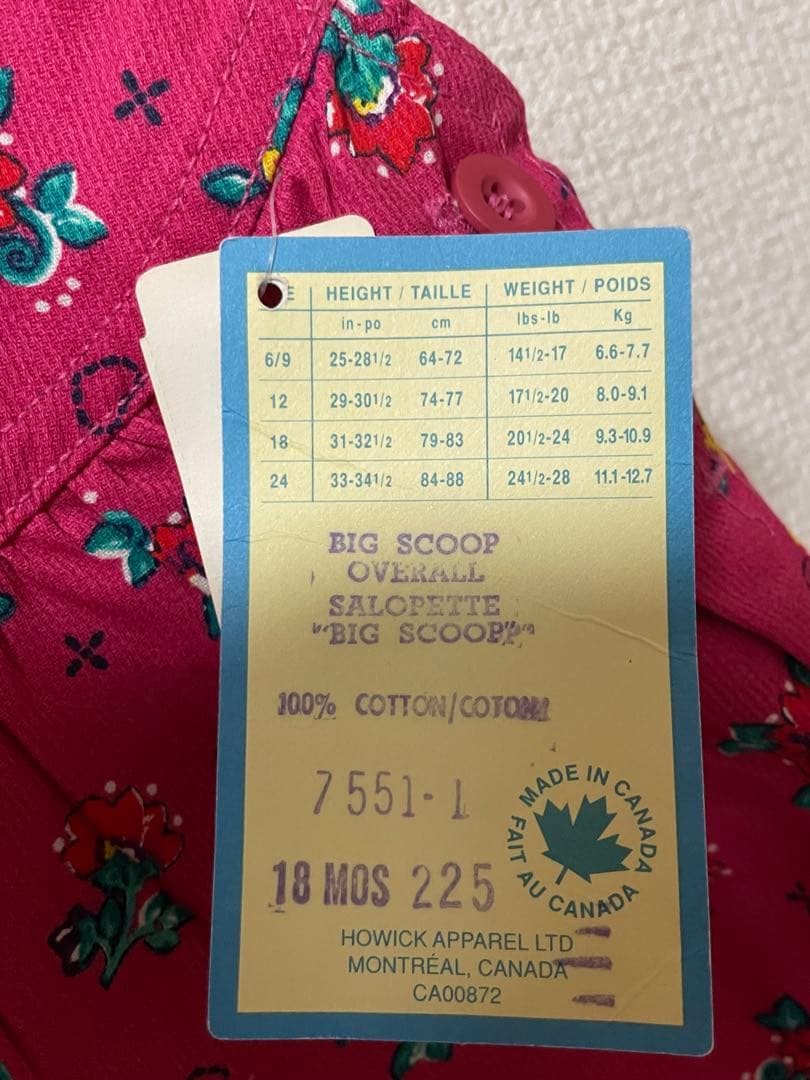 HEIGHT / TAILLE WEIGHT / POIDS
in-po cm lbs-lb Kg
6/9 25-281/2 64-72 141/2-17 6.6-7.7
12 29-301/2 74-77 171/2-20 8.0-9.1
18 31-321/2 79-83 201/2-24 9.3-10.9
24 33-341/2 84-88 241/2-28 11.1-12.7
BIG SCOOP
OVERALL
SALOPETTE
"BIG SCOOP"
100% COTTON/COTON
7551-1
MADE IN CANADA
FAIT AU CANADA
18 MOS 225
HOWICK APPAREL LTD
MONTRÉAL, CANADA
CA00872